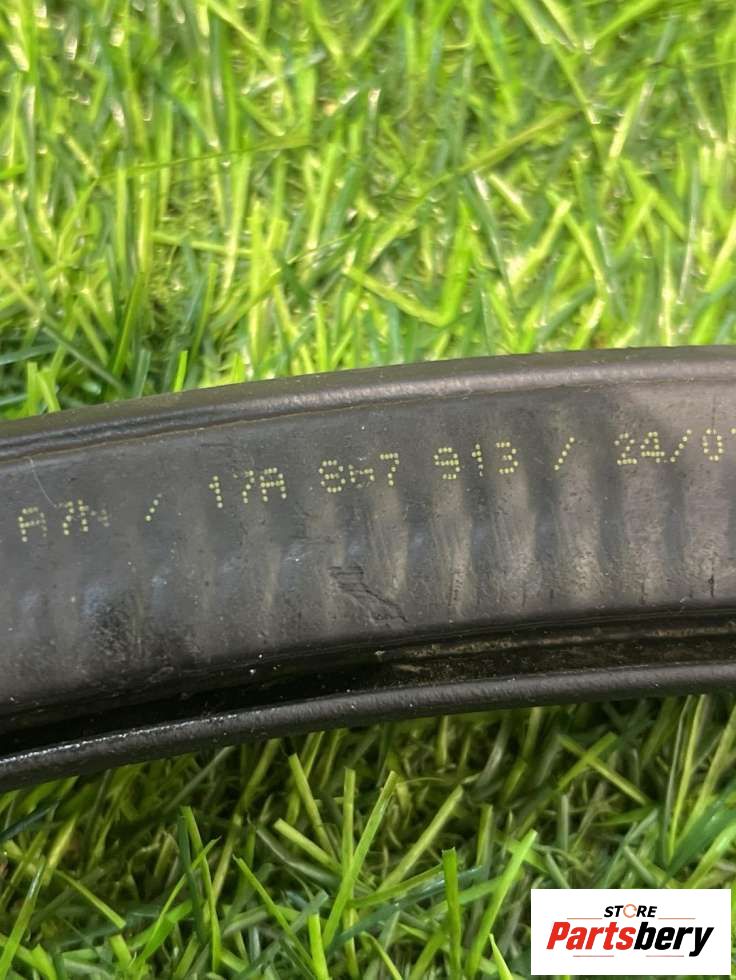 A7N / 17A 867 913 / 24/0
STORE
Partsbery